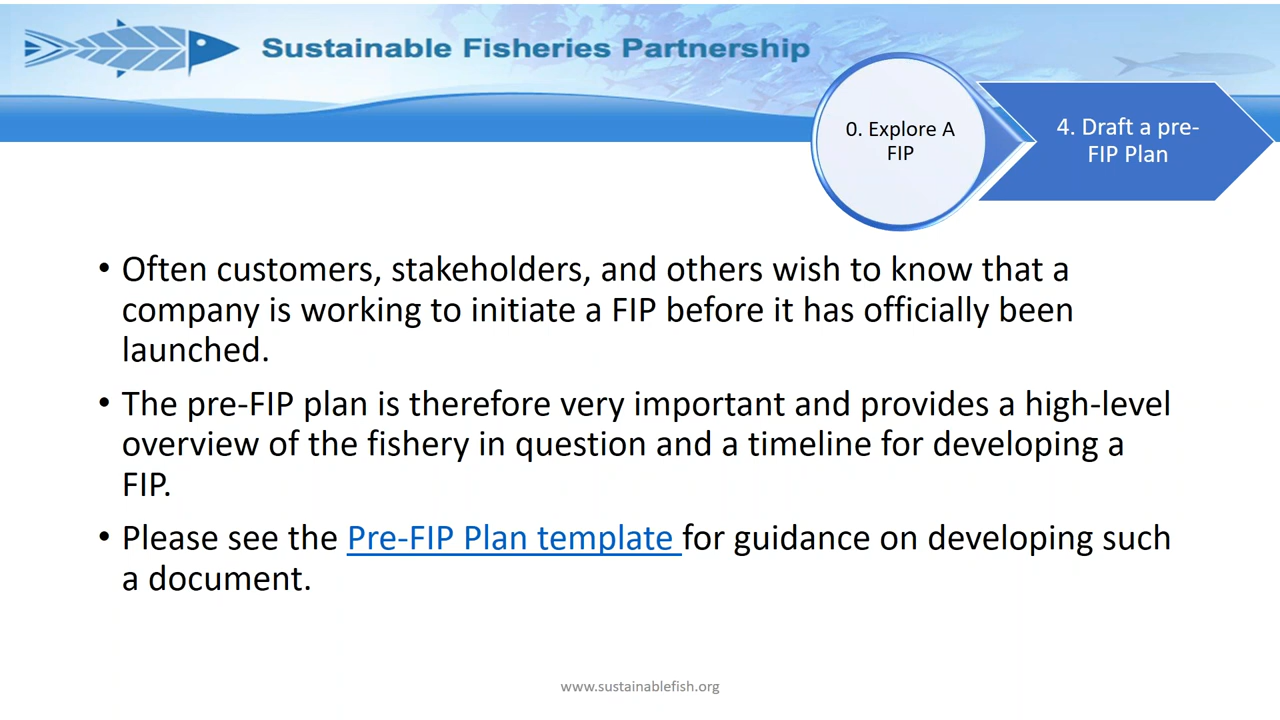 Sustainable Fisheries Partnership
0. Explore A
FIP
4. Draft a pre-
FIP Plan
• Often customers, stakeholders, and others wish to know that a
company is working to initiate a FIP before it has officially been
launched.
• The pre-FIP plan is therefore very important and provides a high-level
overview of the fishery in question and a timeline for developing a
FIP.
• Please see the Pre-FIP Plan template for guidance on developing such
a document.
www.sustainablefish.org